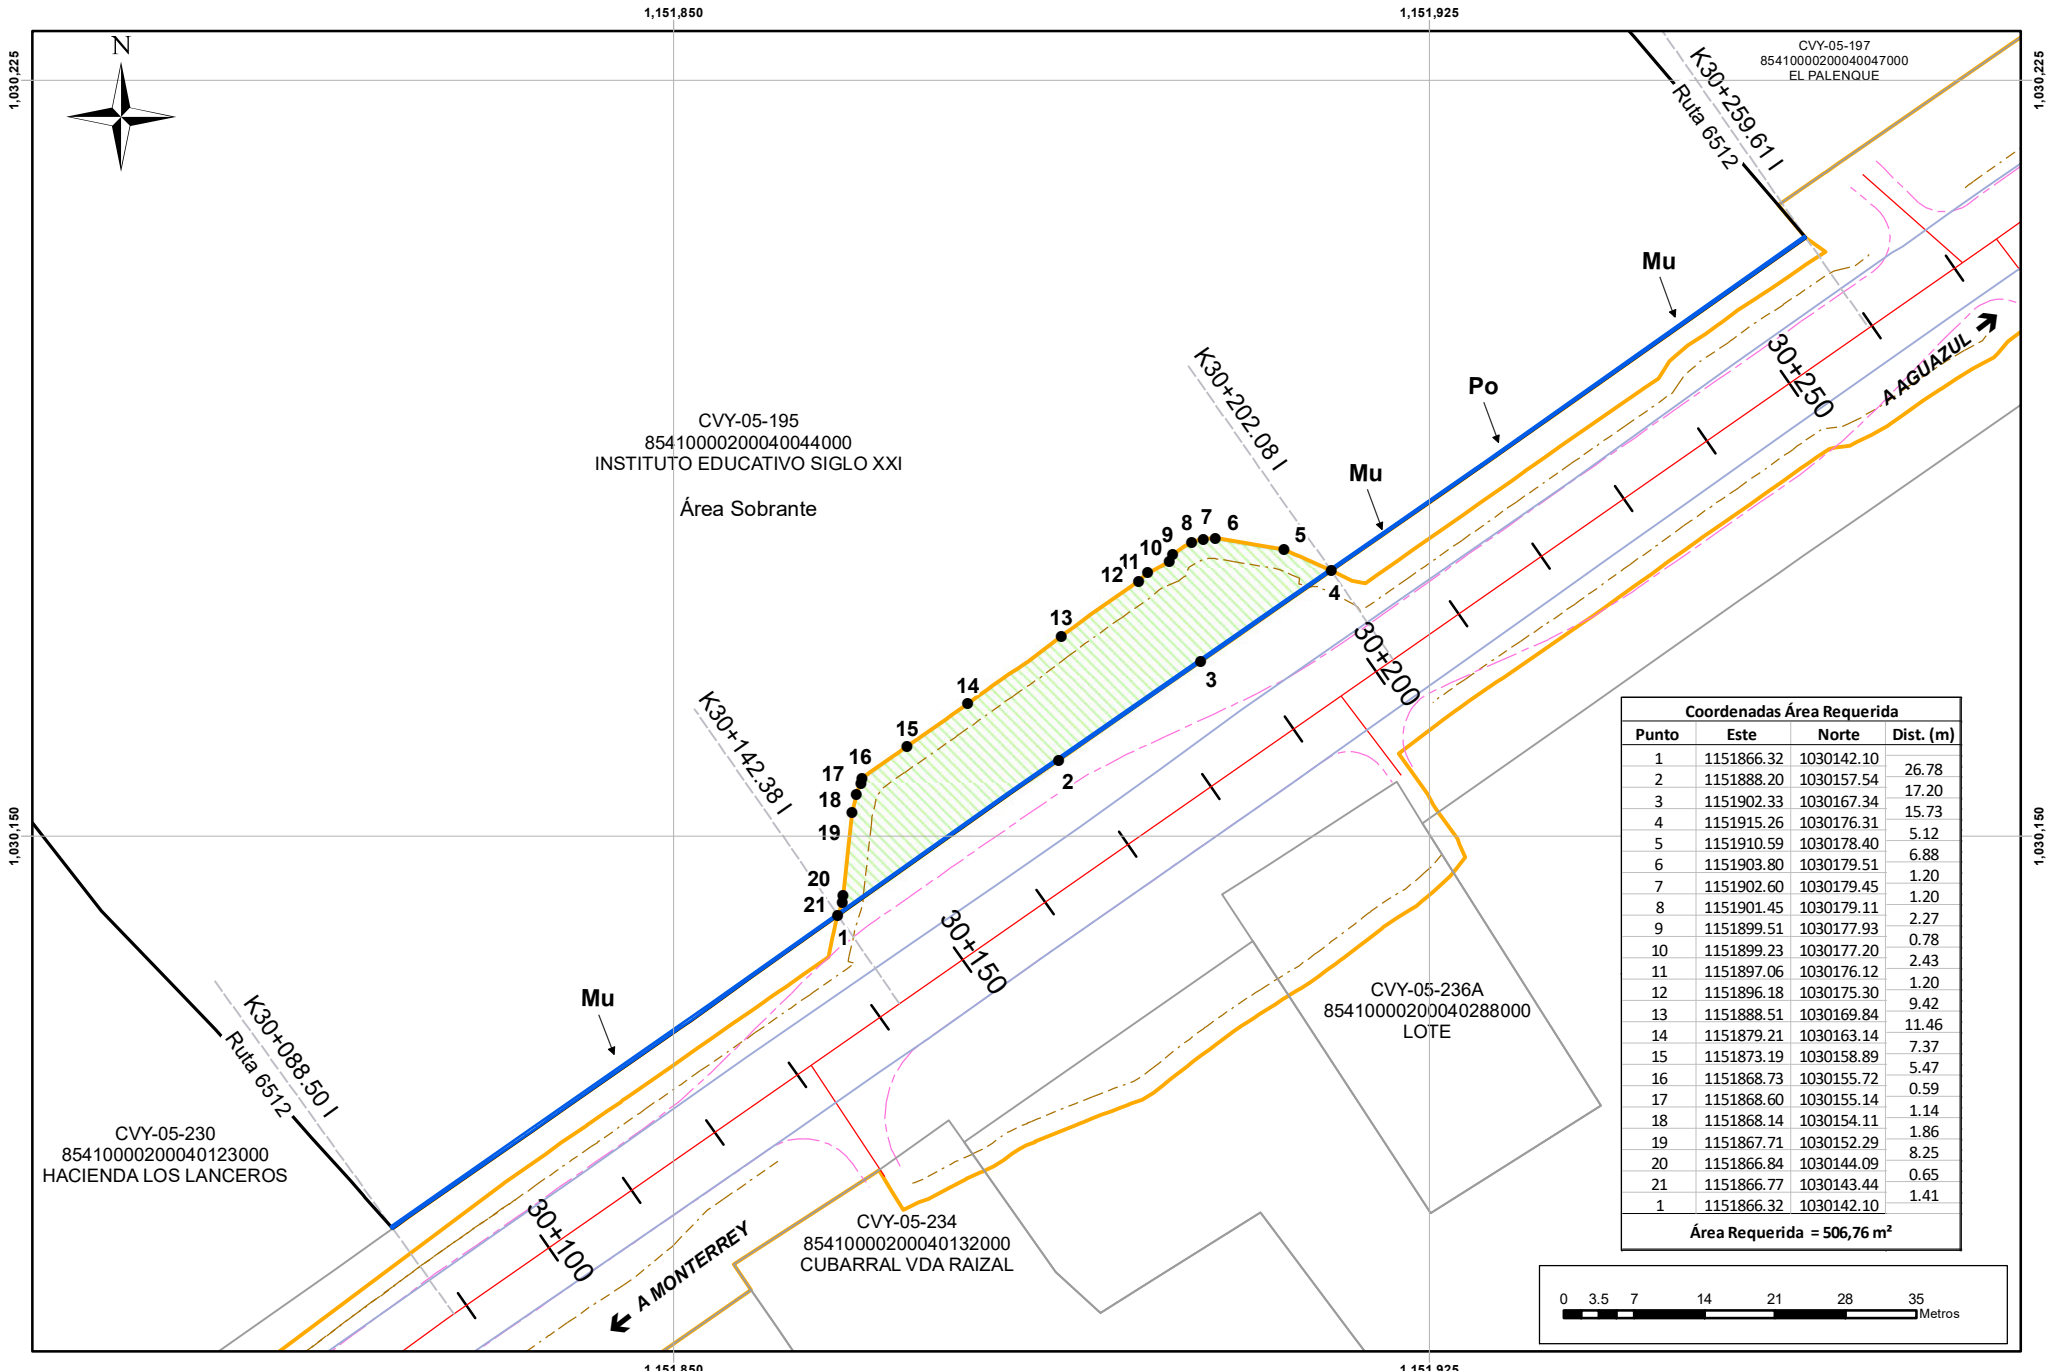 1,151,850
1,151,925
1,030,225
1,030,225
N
CVY-05-197
854100002000400​47000
EL PALENQUE
K30+259.61 I
Ruta 6512
Mu
Po
Mu
30+250
A AGUAZUL
K30+202.08 I
CVY-05-195
85410000200040044000
INSTITUTO EDUCATIVO SIGLO XXI
Área Sobrante
9 8 7 6 5
12 11 10
4
13
3
14
15
16
17
18
19
2
20
21
1
30+200
K30+142.38 I
30+150
1,030,150
1,030,150
Mu
K30+088.50 I
Ruta 6512
CVY-05-230
85410000200040123000
HACIENDA LOS LANCEROS
30+100
A MONTERREY
CVY-05-234
85410000200040132000
CUBARRAL VDA RAIZAL
CVY-05-236A
85410000200040288000
LOTE
Coordenadas Área Requerida
Punto Este Norte Dist. (m)
1 1151866.32 1030142.10
26.78
2 1151888.20 1030157.54
17.20
3 1151902.33 1030167.34
15.73
4 1151915.26 1030176.31
5.12
5 1151910.59 1030178.40
6.88
6 1151903.80 1030179.51
1.20
7 1151902.60 1030179.45
1.20
8 1151901.45 1030179.11
2.27
9 1151899.51 1030177.93
0.78
10 1151899.23 1030177.20
2.43
11 1151897.06 1030176.12
1.20
12 1151896.18 1030175.30
9.42
13 1151888.51 1030169.84
11.46
14 1151879.21 1030163.14
7.37
15 1151873.19 1030158.89
5.47
16 1151868.73 1030155.72
0.59
17 1151868.60 1030155.14
1.14
18 1151868.14 1030154.11
1.86
19 1151867.71 1030152.29
8.25
20 1151866.84 1030144.09
0.65
21 1151866.77 1030143.44
1.41
1 1151866.32 1030142.10
Área Requerida = 506,76 m²
0 3.5 7 14 21 28 35
Metros
1,151,850
1,151,925